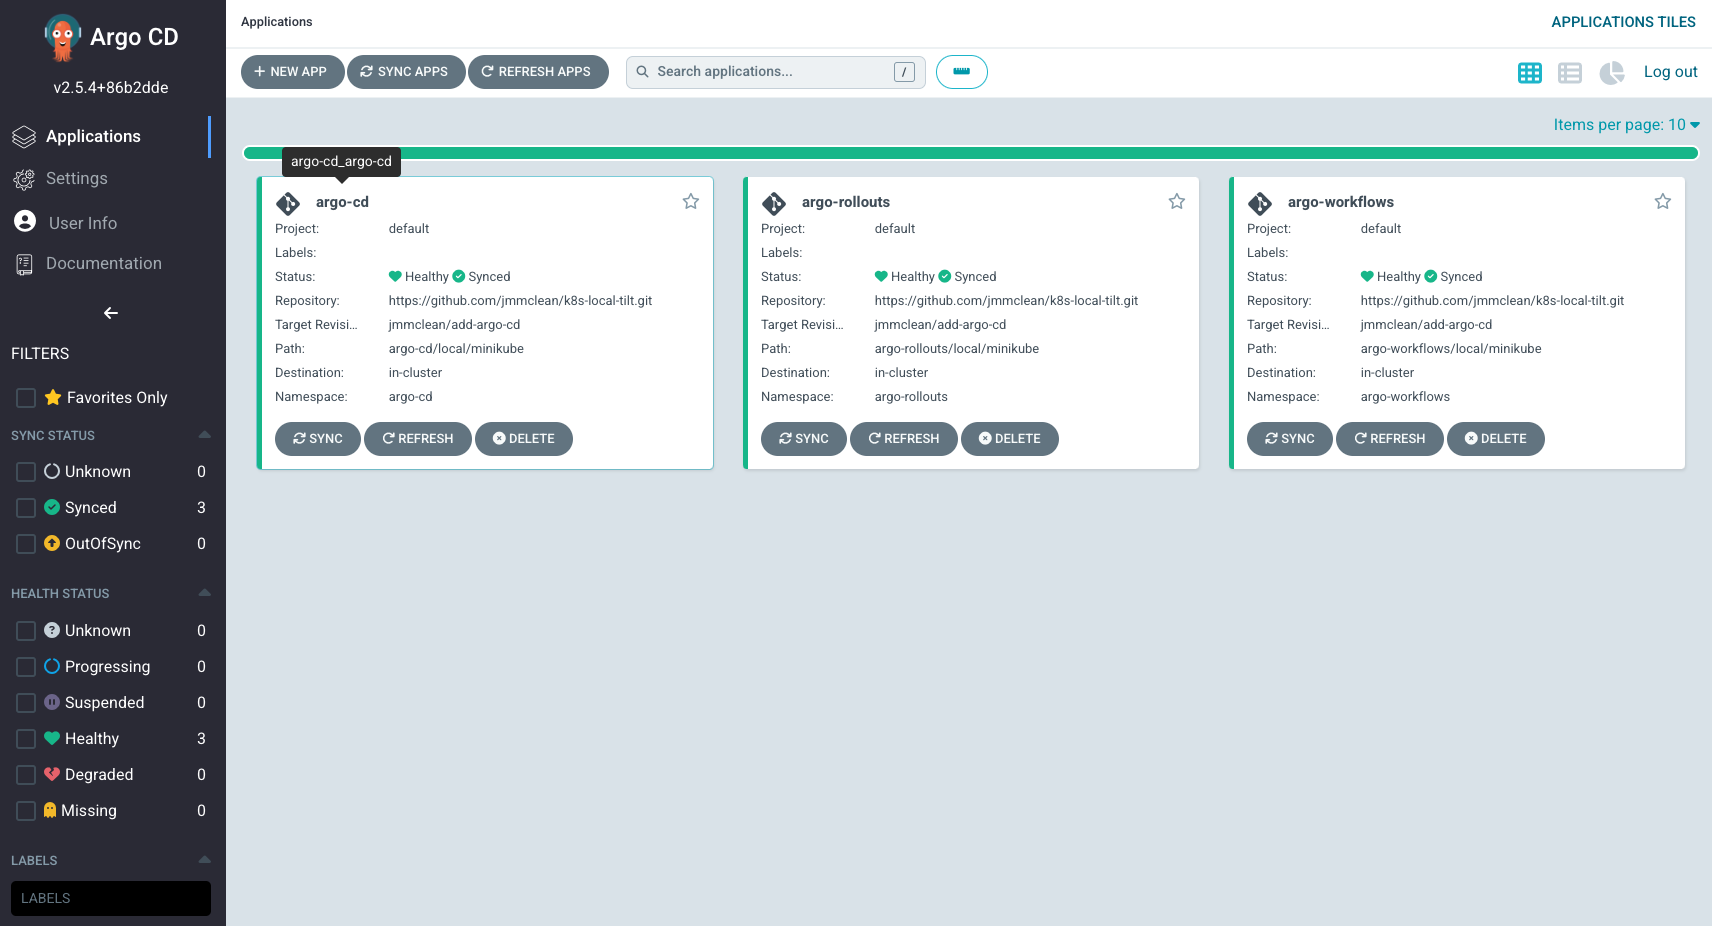 Argo CD
v2.5.4+86b2dde
Applications
Settings
User Info
Documentation
FILTERS
Favorites Only
SYNC STATUS
Unknown 0
Synced 3
OutOfSync 0
HEALTH STATUS
Unknown 0
Progressing 0
Suspended 0
Healthy 3
Degraded 0
Missing 0
LABELS
LABELS
Applications
APPLICATIONS TILES
NEW APP
SYNC APPS
REFRESH APPS
Search applications...
/
Log out
Items per page: 10
argo-cd_argo-cd
argo-cd
Project: default
Labels:
Status: Healthy Synced
Repository: https://github.com/jmmclean/k8s-local-tilt.git
Target Revisi... jmmclean/add-argo-cd
Path: argo-cd/local/minikube
Destination: in-cluster
Namespace: argo-cd
SYNC REFRESH DELETE
argo-rollouts
Project: default
Labels:
Status: Healthy Synced
Repository: https://github.com/jmmclean/k8s-local-tilt.git
Target Revisi... jmmclean/add-argo-cd
Path: argo-rollouts/local/minikube
Destination: in-cluster
Namespace: argo-rollouts
SYNC REFRESH DELETE
argo-workflows
Project: default
Labels:
Status: Healthy Synced
Repository: https://github.com/jmmclean/k8s-local-tilt.git
Target Revisi... jmmclean/add-argo-cd
Path: argo-workflows/local/minikube
Destination: in-cluster
Namespace: argo-workflows
SYNC REFRESH DELETE